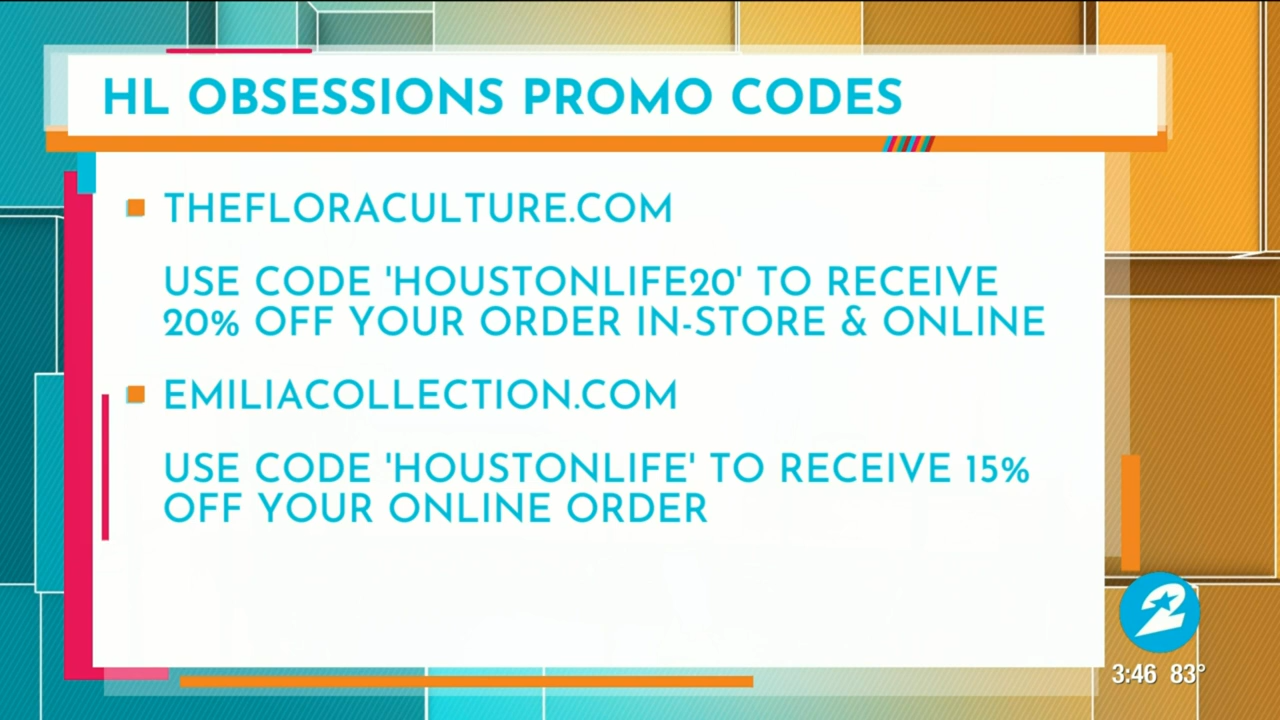 HL OBSESSIONS PROMO CODES
THEFLORACULTURE.COM
USE CODE 'HOUSTONLIFE20' TO RECEIVE
20% OFF YOUR ORDER IN-STORE & ONLINE
EMILIACOLLECTION.COM
USE CODE 'HOUSTONLIFE' TO RECEIVE 15%
OFF YOUR ONLINE ORDER
2
3:46 83°